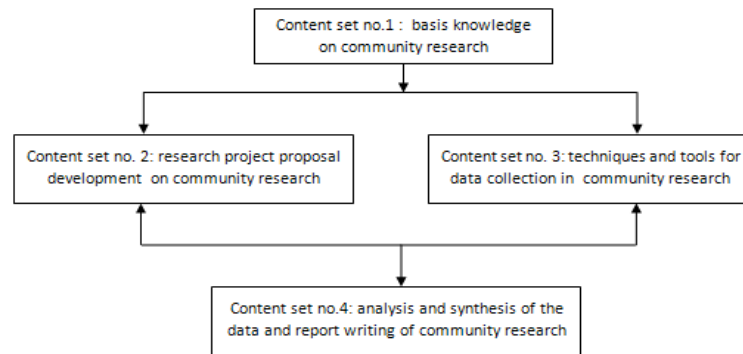 Content set no.1 : basis knowledge
on community research
Content set no. 2: research project proposal
development on community research
Content set no. 3: techniques and tools for
data collection in community research
Content set no.4: analysis and synthesis of the
data and report writing of community research